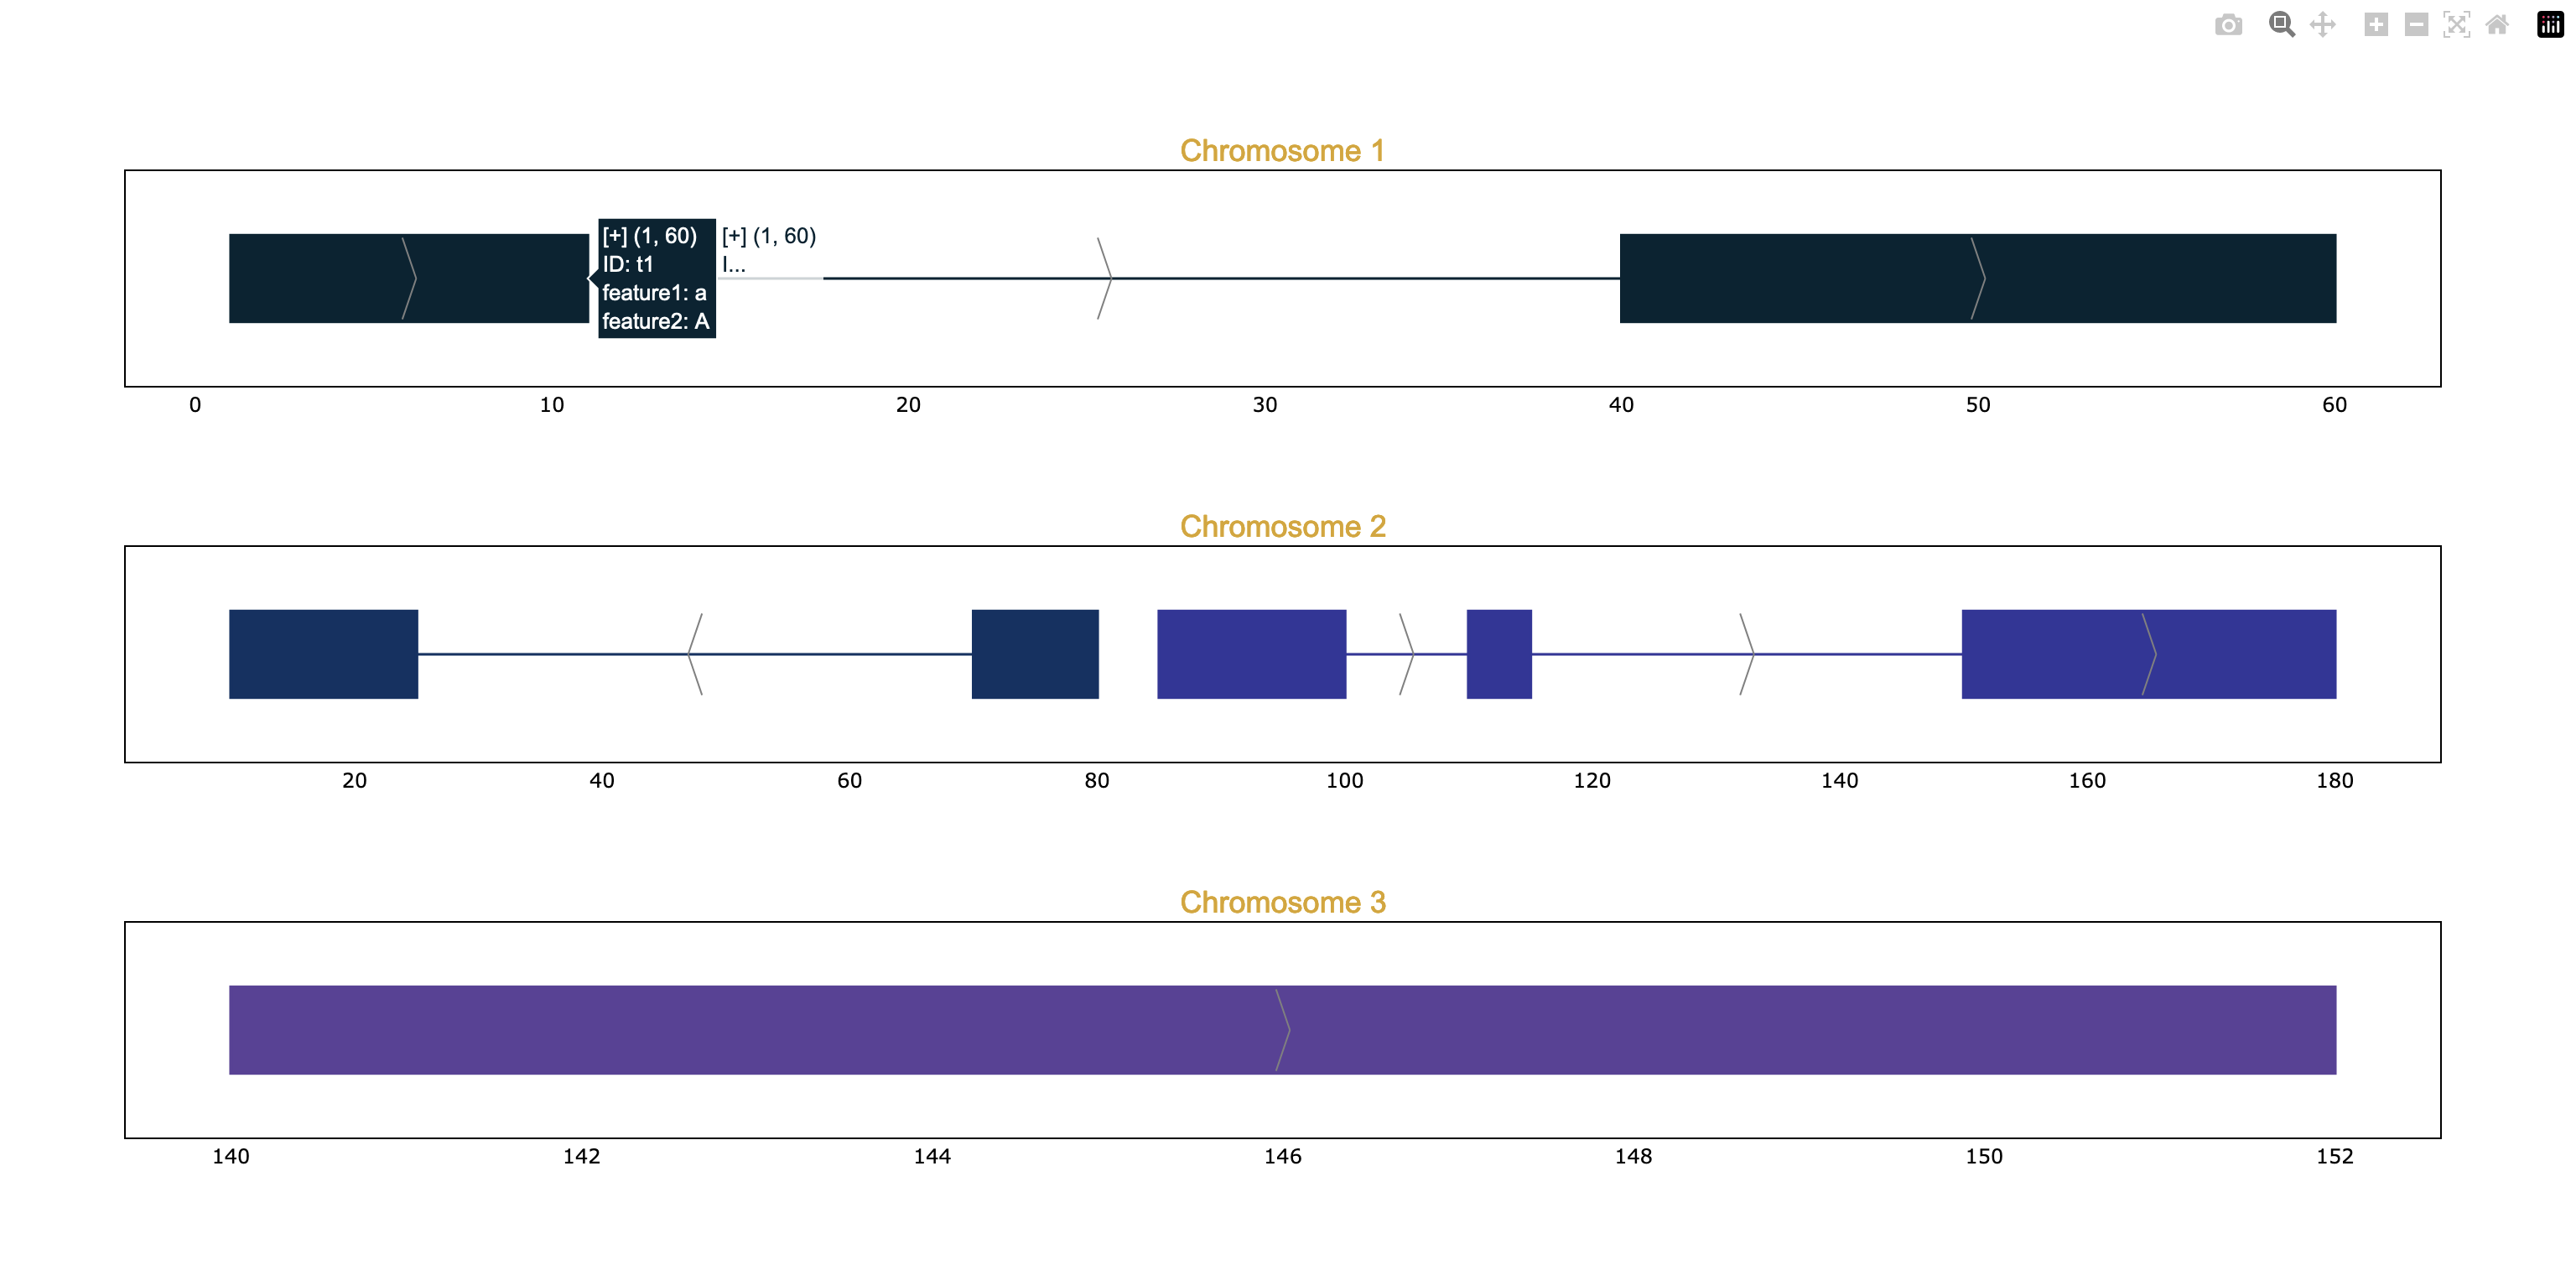 Chromosome 1
[+] (1, 60)
ID: t1
feature1: a
feature2: A
[+] (1, 60)
I...
0 10 20 30 40 50 60
Chromosome 2
20 40 60 80 100 120 140 160 180
Chromosome 3
140 142 144 146 148 150 152